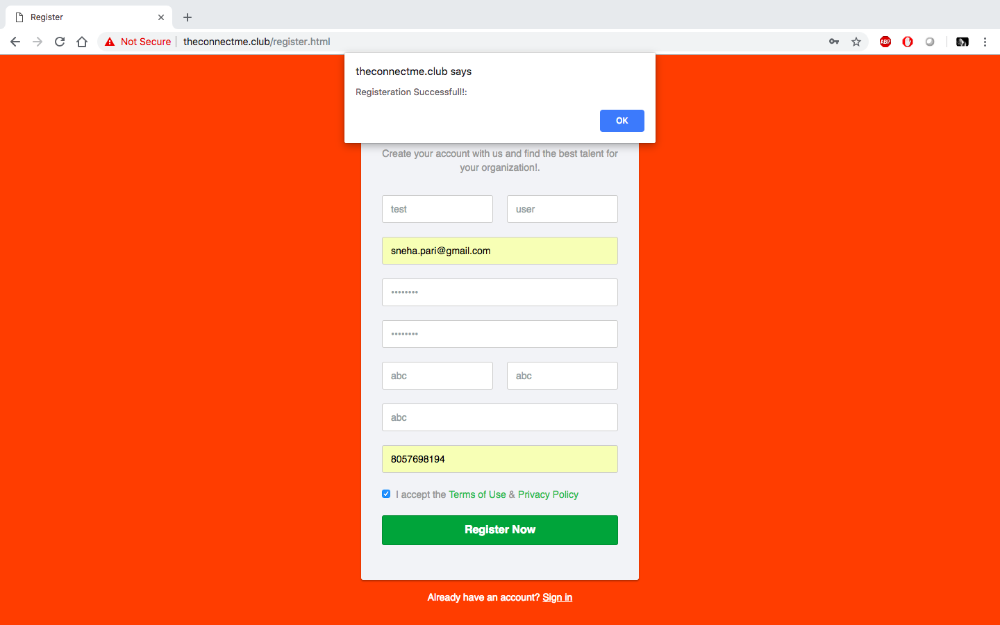 Register
Not Secure theconnectme.club/register.html
ABP
theconnectme.club says
Registeration Successfull!:
OK
Create your account with us and find the best talent for
your organization!.
test user
sneha.pari@gmail.com
••••••••
••••••••
abc abc
abc
8057698194
I accept the Terms of Use & Privacy Policy
Register Now
Already have an account? Sign in